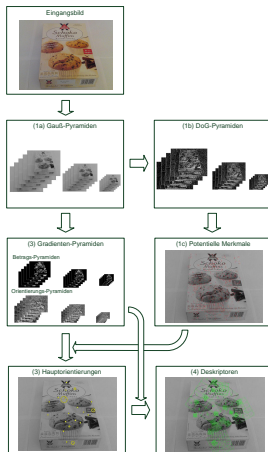 Eingangsbild
(1a) Gauß-Pyramiden
(1b) DoG-Pyramiden
(3) Gradienten-Pyramiden
Betrags-Pyramiden
Orientierungs-Pyramiden
(1c) Potentielle Merkmale
(3) Hauptorientierungen
(4) Deskriptoren